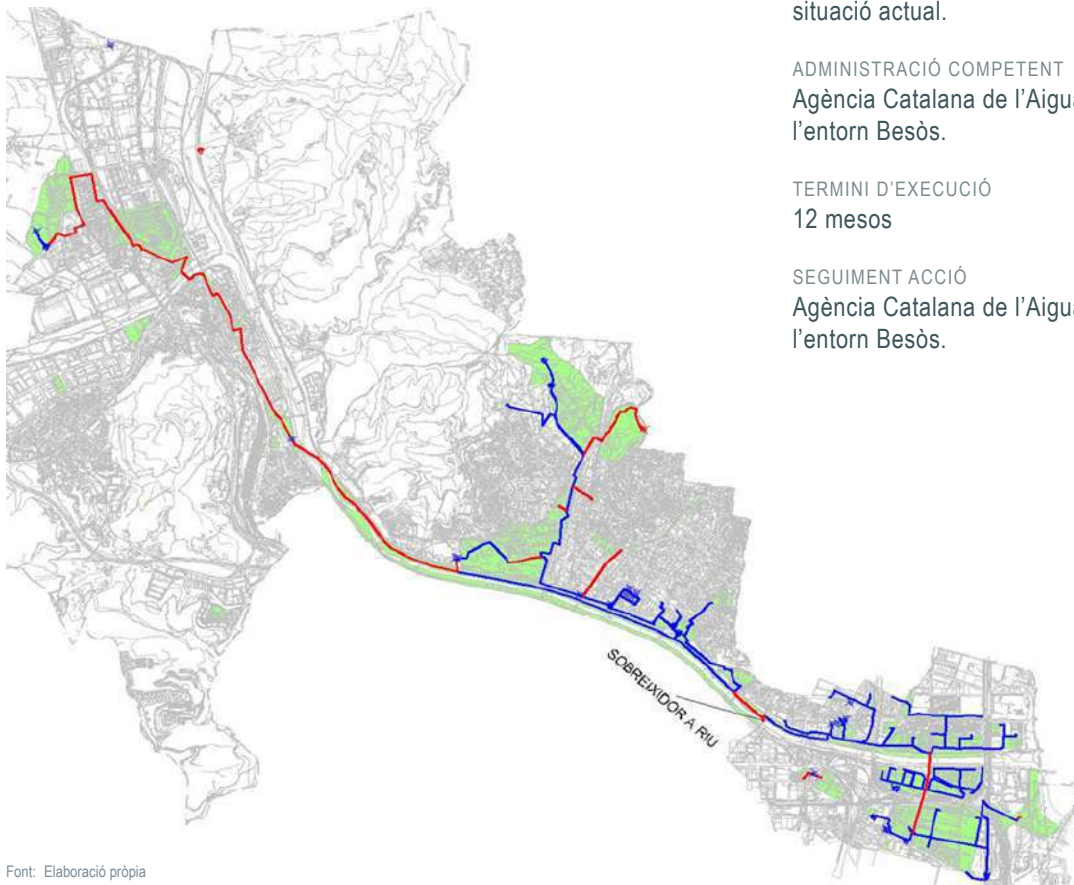 situació actual.
ADMINISTRACIÓ COMPETENT
Agència Catalana de l'Aigua
l'entorn Besòs.
TERMINI D'EXECUCIÓ
12 mesos
SEGUIMENT ACCIÓ
Agència Catalana de l'Aigua
l'entorn Besòs.
SOBREIXIDOR A RIU
Font: Elaboració pròpia